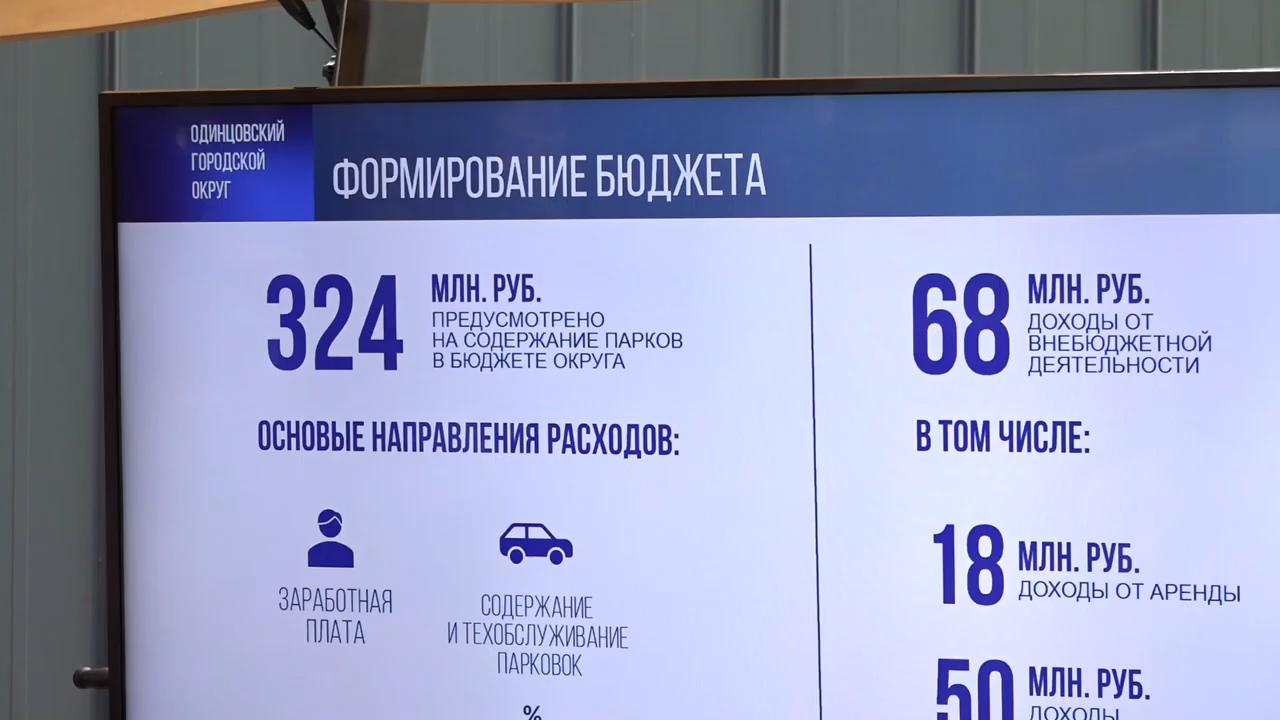 ОДИНЦОВСКИЙ
ГОРОДСКОЙ
ОКРУГ
ФОРМИРОВАНИЕ БЮДЖЕТА
324
МЛН. РУБ.
ПРЕДУСМОТРЕНО
НА СОДЕРЖАНИЕ ПАРКОВ
В БЮДЖЕТЕ ОКРУГА
ОСНОВЫЕ НАПРАВЛЕНИЯ РАСХОДОВ:
ЗАРАБОТНАЯ
ПЛАТА
СОДЕРЖАНИЕ
И ТЕХОБСЛУЖИВАНИЕ
ПАРКОВОК
%
68
МЛН. РУБ.
ДОХОДЫ ОТ
ВНЕБЮДЖЕТНОЙ
ДЕЯТЕЛЬНОСТИ
В ТОМ ЧИСЛЕ:
18
МЛН. РУБ.
ДОХОДЫ ОТ АРЕНДЫ
50
МЛН. РУБ.
ДОХОДЫ